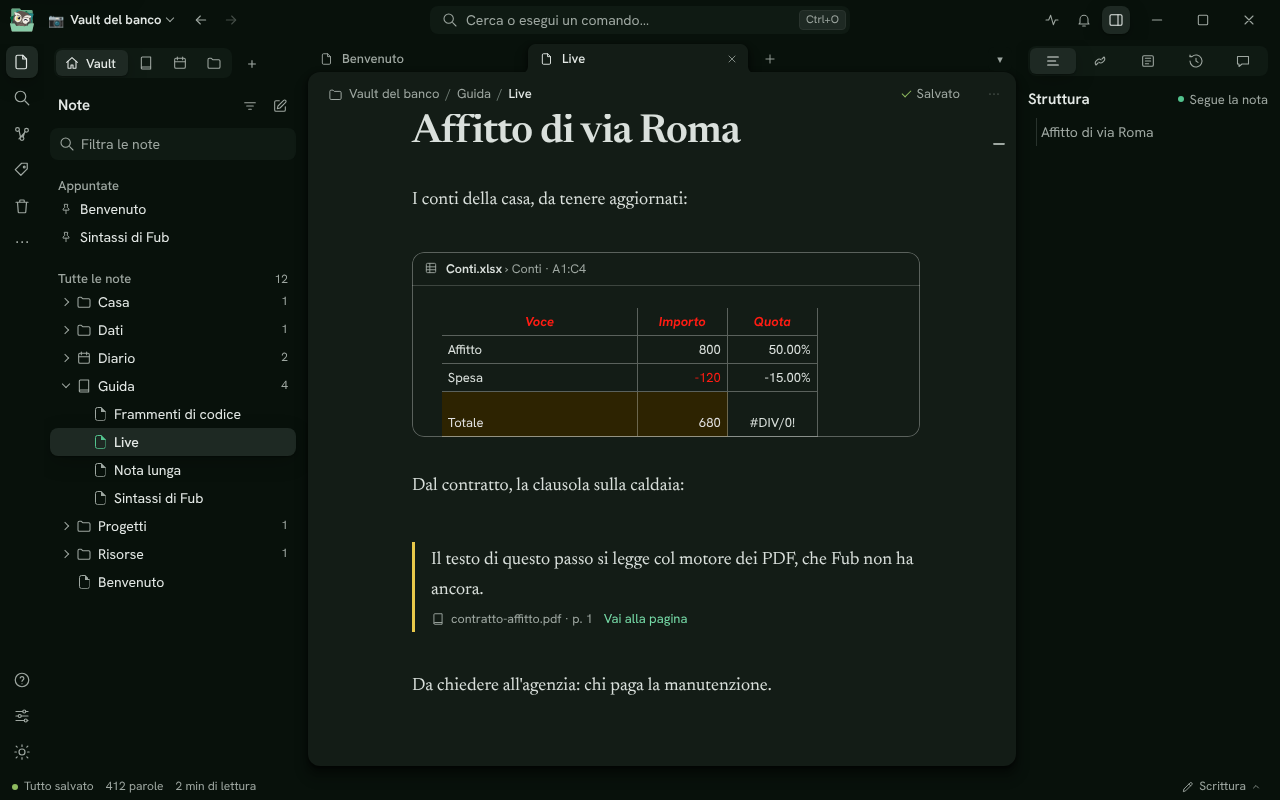 Vault del banco
Cerca o esegui un comando...
Ctrl+O
Vault
Benvenuto
Live
Note
Filtra le note
Appuntate
Benvenuto
Sintassi di Fub
Tutte le note 12
Casa 1
Dati 1
Diario 2
Guida 4
Frammenti di codice
Live
Nota lunga
Sintassi di Fub
Progetti 1
Risorse 1
Benvenuto
Vault del banco / Guida / Live
Salvato
Affitto di via Roma
I conti della casa, da tenere aggiornati:
Conti.xlsx › Conti · A1:C4
Voce Importo Quota
Affitto 800 50.00%
Spesa -120 -15.00%
Totale 680 #DIV/0!
Dal contratto, la clausola sulla caldaia:
Il testo di questo passo si legge col motore dei PDF, che Fub non ha
ancora.
contratto-affitto.pdf · p. 1 Vai alla pagina
Da chiedere all'agenzia: chi paga la manutenzione.
Struttura
Segue la nota
Affitto di via Roma
Tutto salvato 412 parole 2 min di lettura
Scrittura